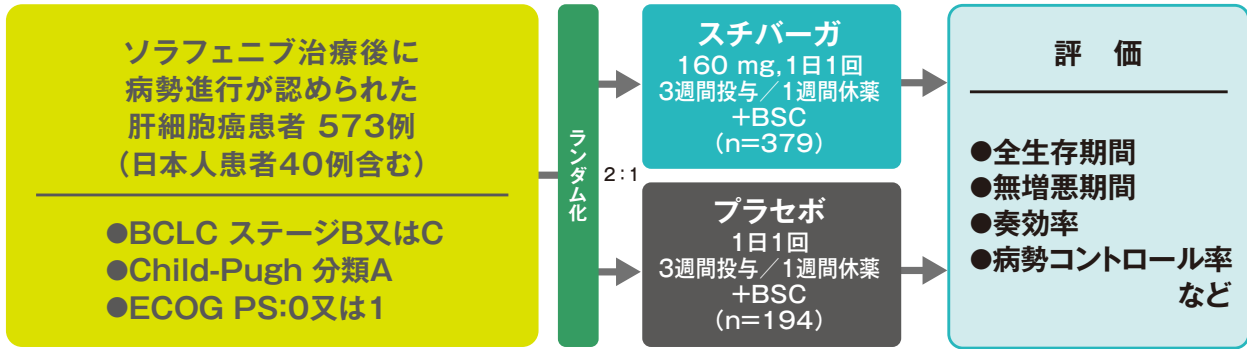 ソラフェニブ治療後に
病勢進行が認められた
肝細胞癌患者 573例
（日本人患者40例含む）
●BCLC ステージB又はC
●Child-Pugh 分類A
●ECOG PS:0又は1
ランダム化
2：1
スチバーガ
160 mg,1日1回
3週間投与／1週間休薬
＋BSC
（n=379）
プラセボ
1日1回
3週間投与／1週間休薬
＋BSC
（n=194）
評 価
●全生存期間
●無増悪期間
●奏効率
●病勢コントロール率
など